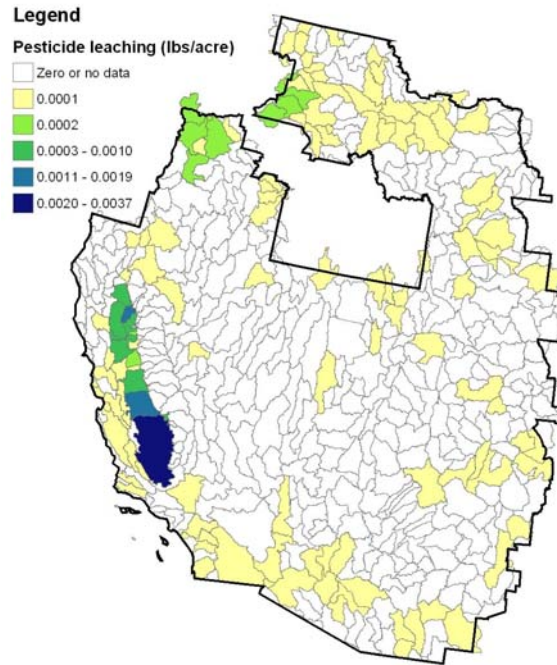 Legend
Pesticide leaching (lbs/acre)
Zero or no data
0.0001
0.0002
0.0003 - 0.0010
0.0011 - 0.0019
0.0020 - 0.0037